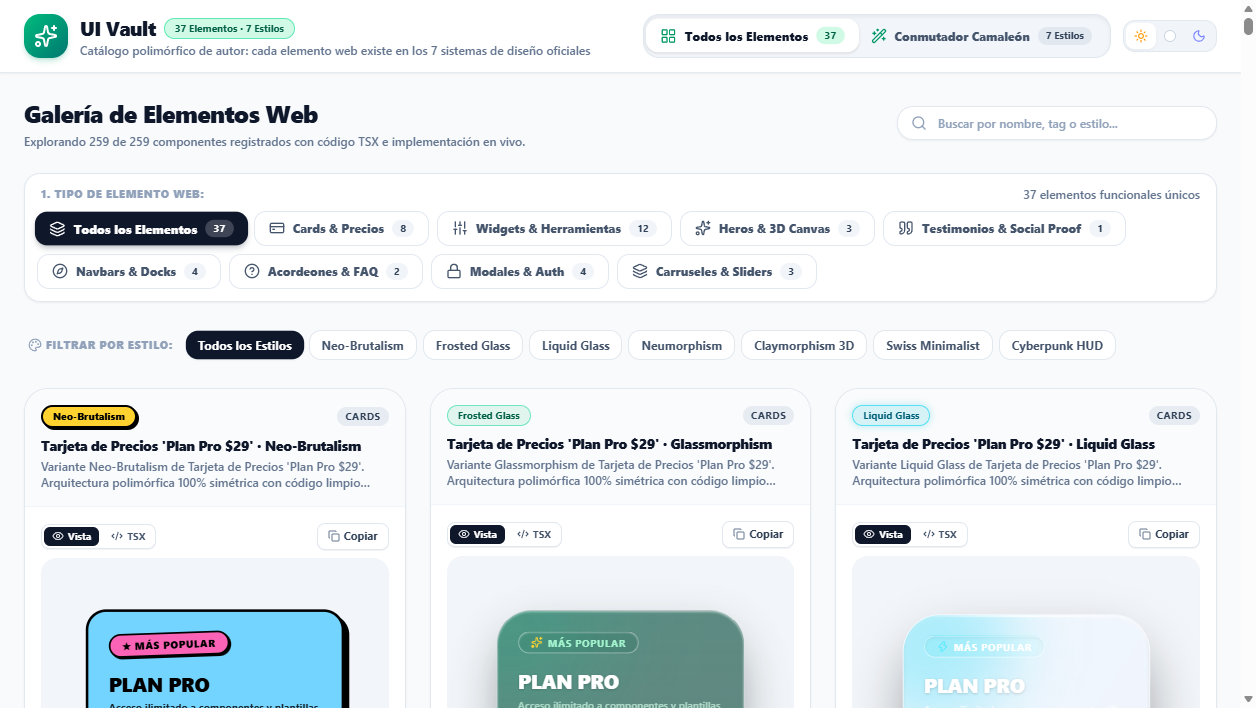 UI Vault
37 Elementos · 7 Estilos
Catálogo polimórfico de autor: cada elemento web existe en los 7 sistemas de diseño oficiales
Todos los Elementos 37
Conmutador Camaleón 7 Estilos
Galería de Elementos Web
Explorando 259 de 259 componentes registrados con código TSX e implementación en vivo.
Buscar por nombre, tag o estilo...
1. TIPO DE ELEMENTO WEB:
37 elementos funcionales únicos
Todos los Elementos 37
Cards & Precios 8
Widgets & Herramientas 12
Heros & 3D Canvas 3
Testimonios & Social Proof 1
Navbars & Docks 4
Acordeones & FAQ 2
Modales & Auth 4
Carruseles & Sliders 3
FILTRAR POR ESTILO:
Todos los Estilos
Neo-Brutalism
Frosted Glass
Liquid Glass
Neumorphism
Claymorphism 3D
Swiss Minimalist
Cyberpunk HUD
Neo-Brutalism
CARDS
Tarjeta de Precios 'Plan Pro $29' · Neo-Brutalism
Variante Neo-Brutalism de Tarjeta de Precios 'Plan Pro $29'.
Arquitectura polimórfica 100% simétrica con código limpio...
Vista
</> TSX
Copiar
★ MÁS POPULAR
PLAN PRO
Acceso ilimitado a componentes y plantillas
Frosted Glass
CARDS
Tarjeta de Precios 'Plan Pro $29' · Glassmorphism
Variante Glassmorphism de Tarjeta de Precios 'Plan Pro $29'.
Arquitectura polimórfica 100% simétrica con código limpio...
Vista
</> TSX
Copiar
MÁS POPULAR
PLAN PRO
Acceso ilimitado a componentes y plantillas
Liquid Glass
CARDS
Tarjeta de Precios 'Plan Pro $29' · Liquid Glass
Variante Liquid Glass de Tarjeta de Precios 'Plan Pro $29'.
Arquitectura polimórfica 100% simétrica con código limpio...
Vista
</> TSX
Copiar
MÁS POPULAR
PLAN PRO